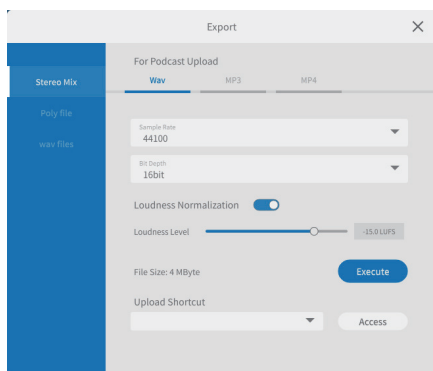 Export
Stereo Mix
Poly file
wav files
For Podcast Upload
Wav MP3 MP4
Sample Rate
44100
Bit Depth
16bit
Loudness Normalization
Loudness Level -15.0 LUFS
File Size: 4 MByte Execute
Upload Shortcut
Access